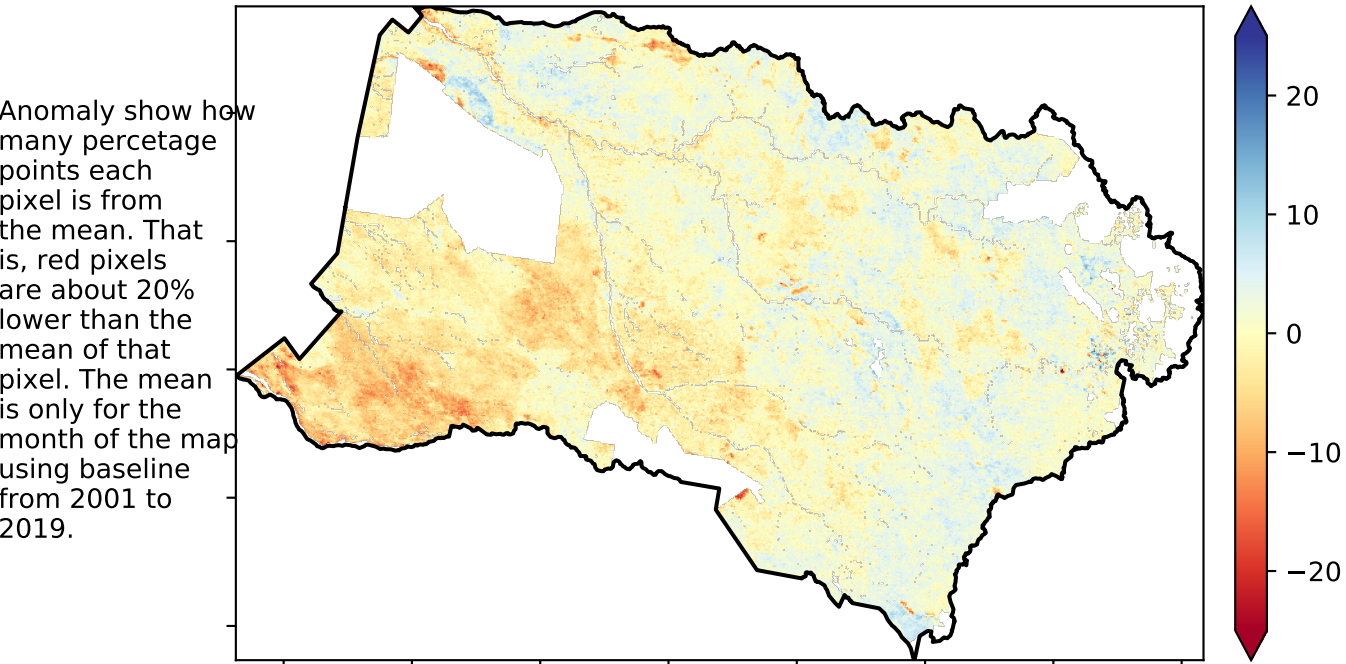 Anomaly show how
many percetage
points each
pixel is from
the mean. That
is, red pixels
are about 20%
lower than the
mean of that
pixel. The mean
is only for the
month of the map
using baseline
from 2001 to
2019.
20
10
0
−10
−20